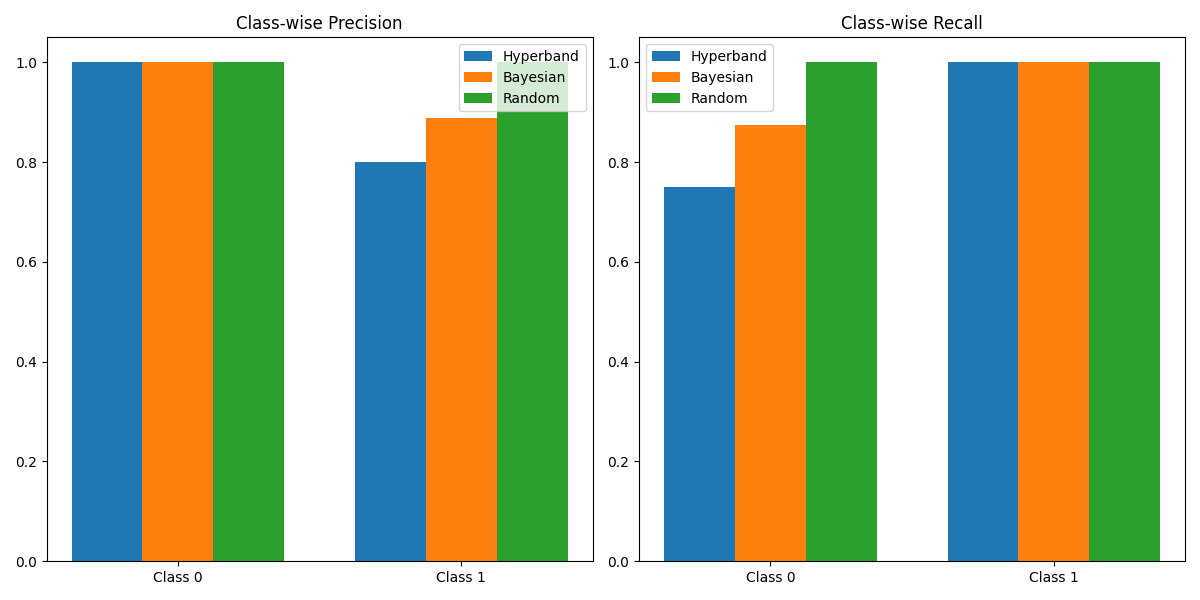 Class-wise Precision
1.0
0.8
0.6
0.4
0.2
0.0
Hyperband
Bayesian
Random
Class 0
Class 1
Class-wise Recall
1.0
0.8
0.6
0.4
0.2
0.0
Hyperband
Bayesian
Random
Class 0
Class 1